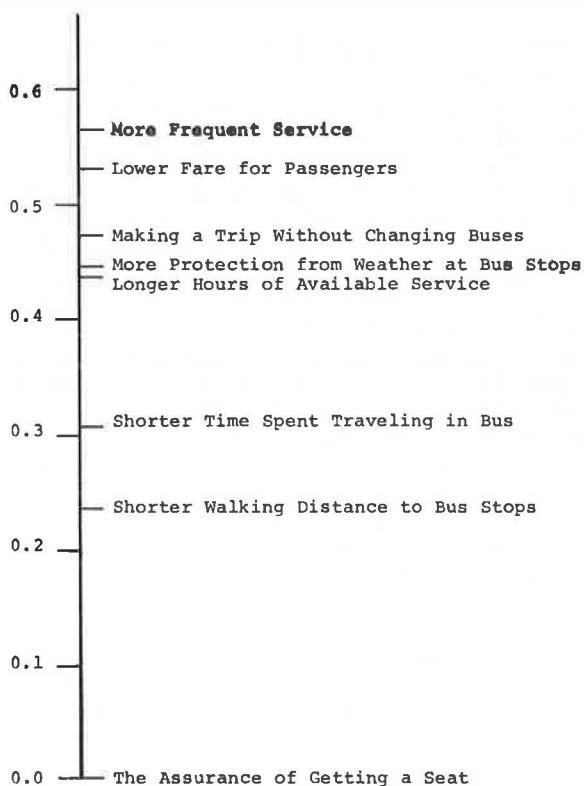 0.6
More Frequent Service
Lower Fare for Passengers
0.5
Making a Trip Without Changing Buses
More Protection from Weather at Bus Stops
Longer Hours of Available Service
0.4
Shorter Time Spent Traveling in Bus
0.3
Shorter Walking Distance to Bus Stops
0.2
0.1
0.0 The Assurance of Getting a Seat